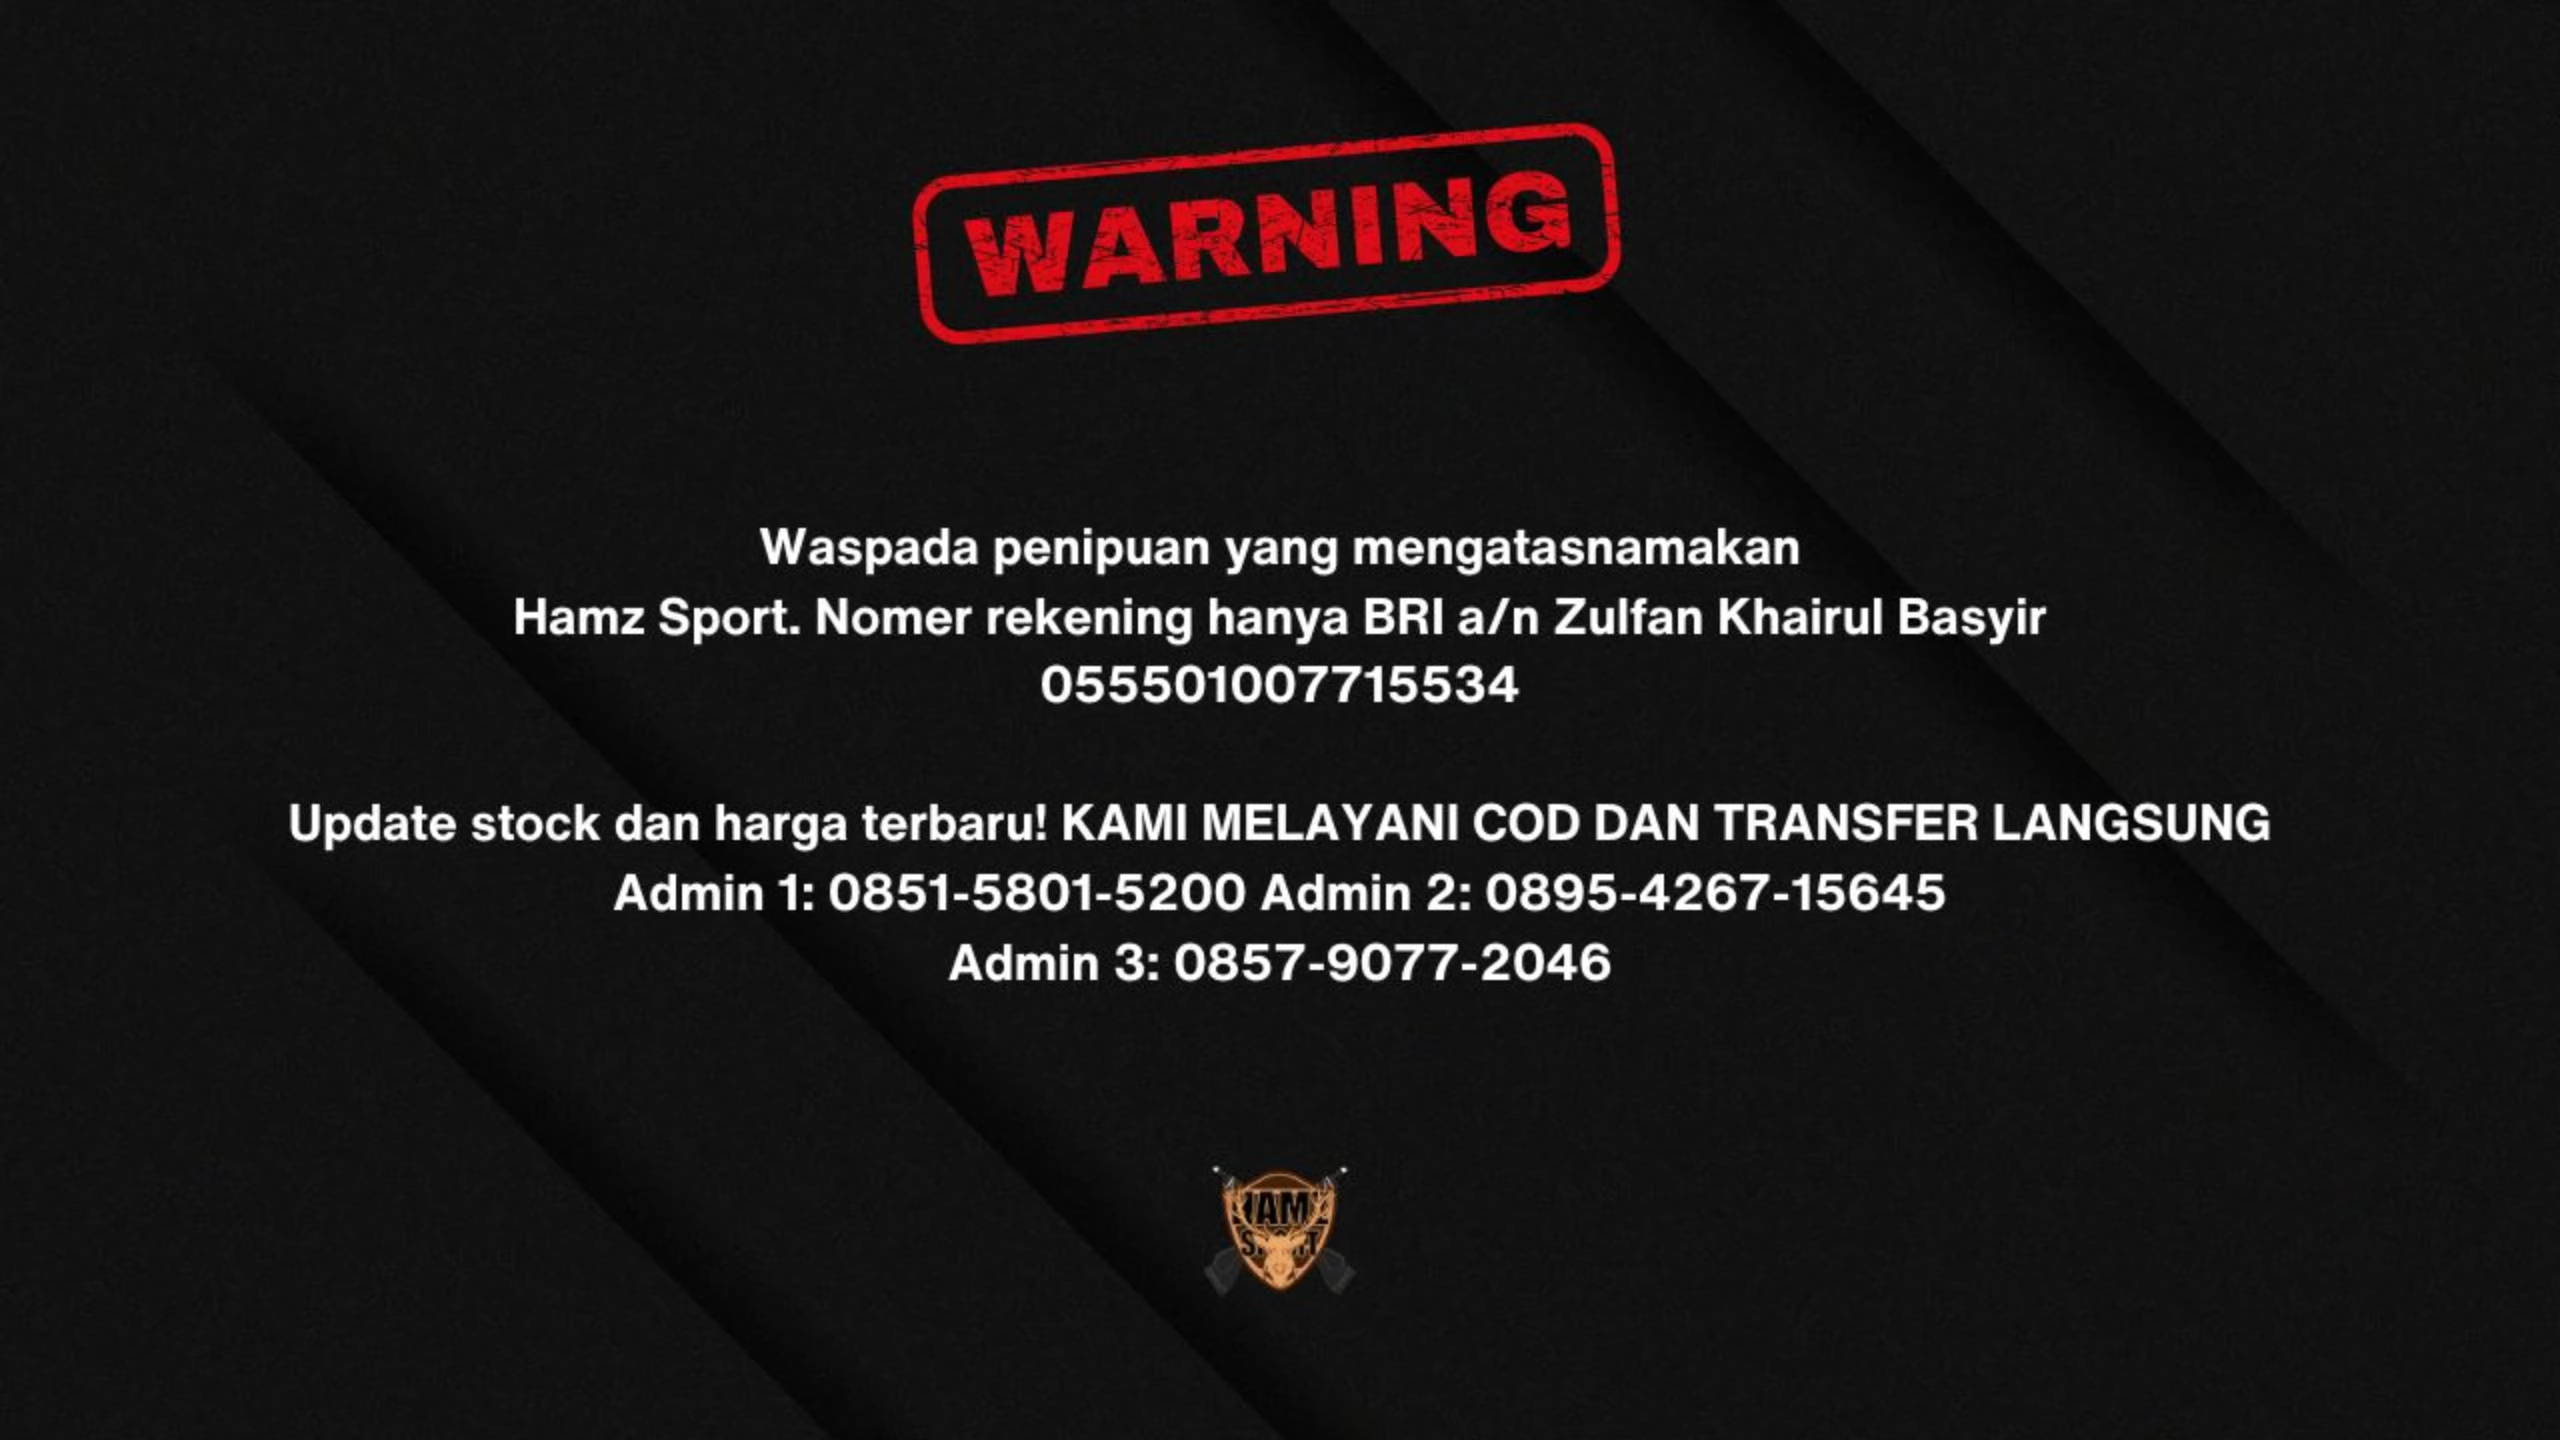 WARNING
Waspada penipuan yang mengatasnamakan
Hamz Sport. Nomer rekening hanya BRI a/n Zulfan Khairul Basyir
055501007715534
Update stock dan harga terbaru! KAMI MELAYANI COD DAN TRANSFER LANGSUNG
Admin 1: 0851-5801-5200 Admin 2: 0895-4267-15645
Admin 3: 0857-9077-2046